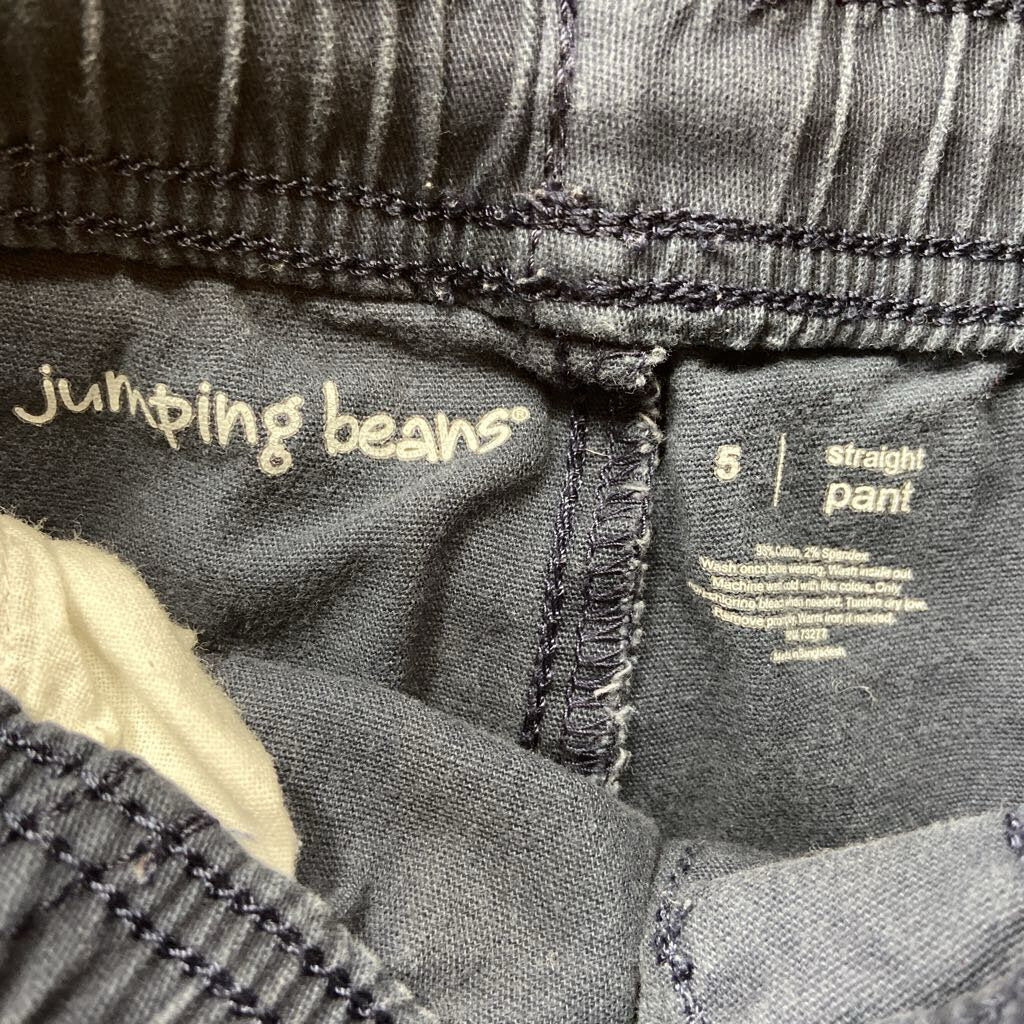 jumping beans®
5 | straight
pant
98% Cotton, 2% Spandex
Wash once before wearing. Wash inside out
Machine wash cold with like colors. Only
bleach when needed. Tumble dry low.
Remove promptly. Warm iron if needed.
73277
Made in Bangladesh